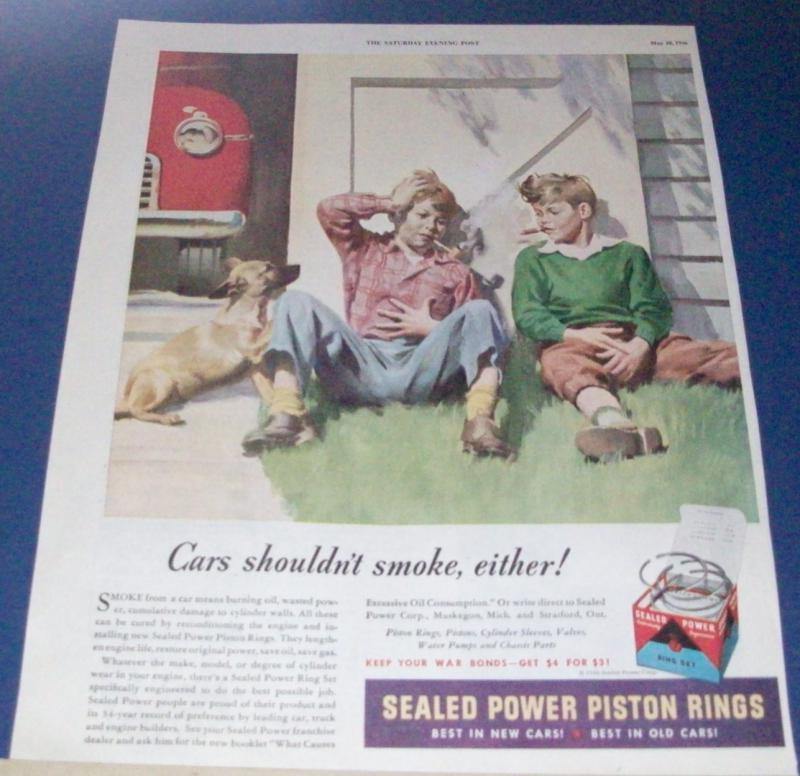 THE SATURDAY EVENING POST
May 18, 1946
Cars shouldn't smoke, either!
SMOKE from a car means burning oil, wasted pow-
er, cumulative damage to cylinder walls. All these
can be cured by reconditioning the engine and in-
stalling new Sealed Power Piston Rings. They length-
en engine life, restore original power, save oil, save gas.
Whatever the make, model, or degree of cylinder
wear in your engine, there's a Sealed Power Ring Set
specifically engineered to do the best possible job.
Sealed Power people are proud of their product and
its 34-year record of preference by leading car, truck
and engine builders. See your Sealed Power franchise
dealer and ask him for the new booklet "What Causes
Excessive Oil Consumption." Or write direct to Sealed
Power Corp., Muskegon, Mich. and Stratford, Ont.
Piston Rings, Pistons, Cylinder Sleeves, Valves,
Water Pumps and Chassis Parts
KEEP YOUR WAR BONDS—GET $4 FOR $3!
SEALED POWER
RING SET
SEALED POWER PISTON RINGS
BEST IN NEW CARS! ★ BEST IN OLD CARS!